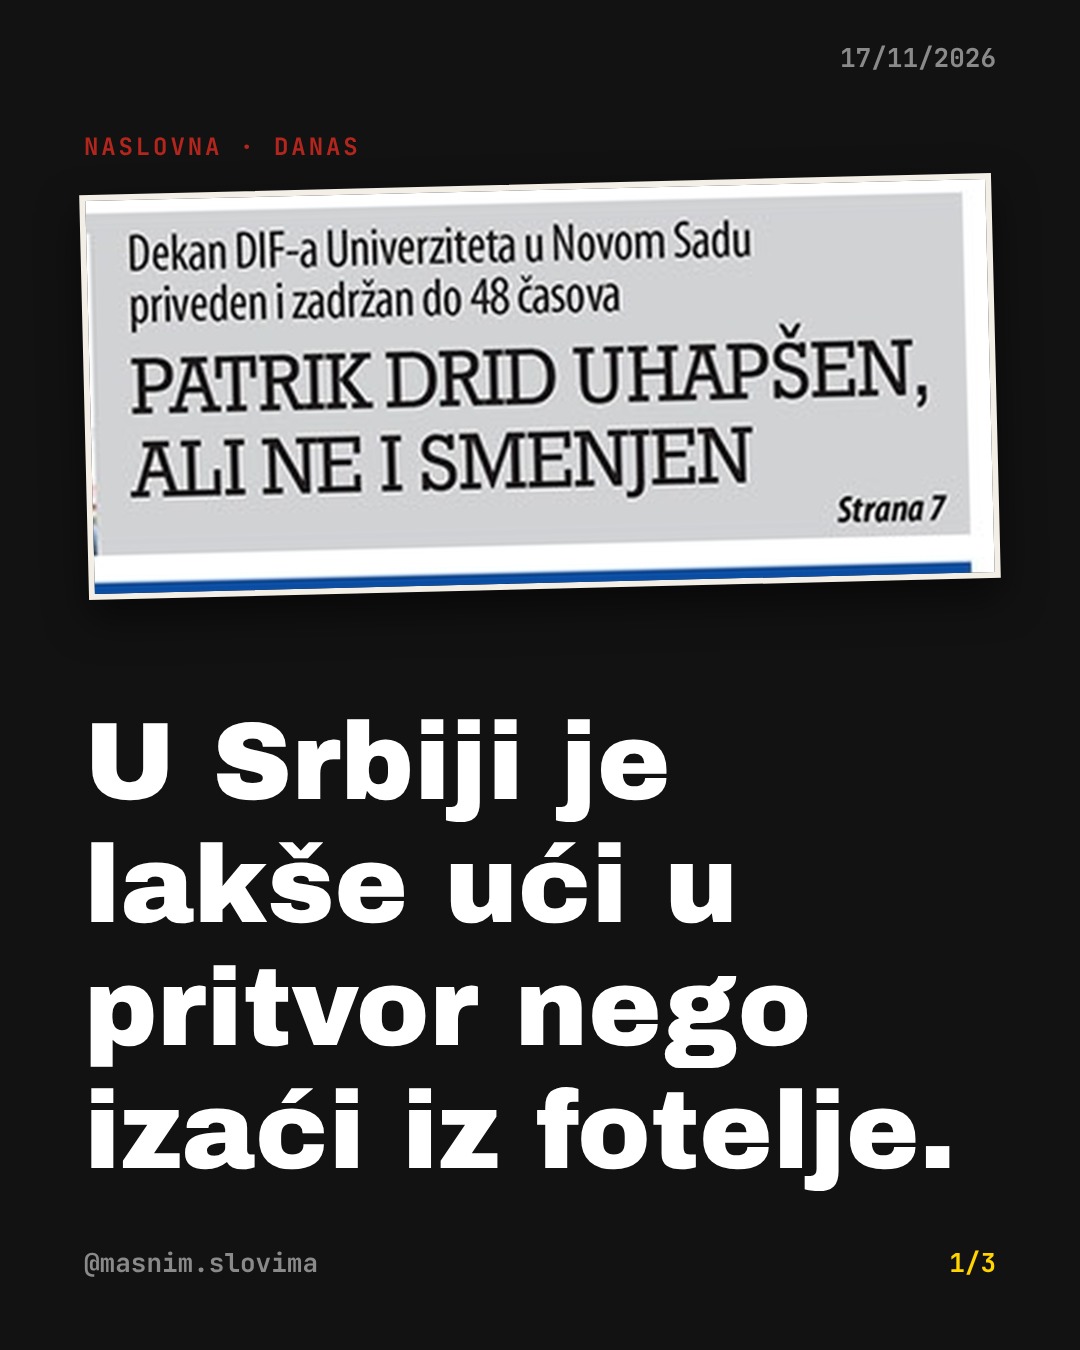 17/11/2026
NASLOVNA · DANAS
Dekan DIF-a Univerziteta u Novom Sadu
priveden i zadržan do 48 časova
PATRIK DRID UHAPŠEN,
ALI NE I SMENJEN
Strana 7
U Srbiji je
lakše ući u
pritvor nego
izaći iz fotelje.
@masnim.slovima
1/3